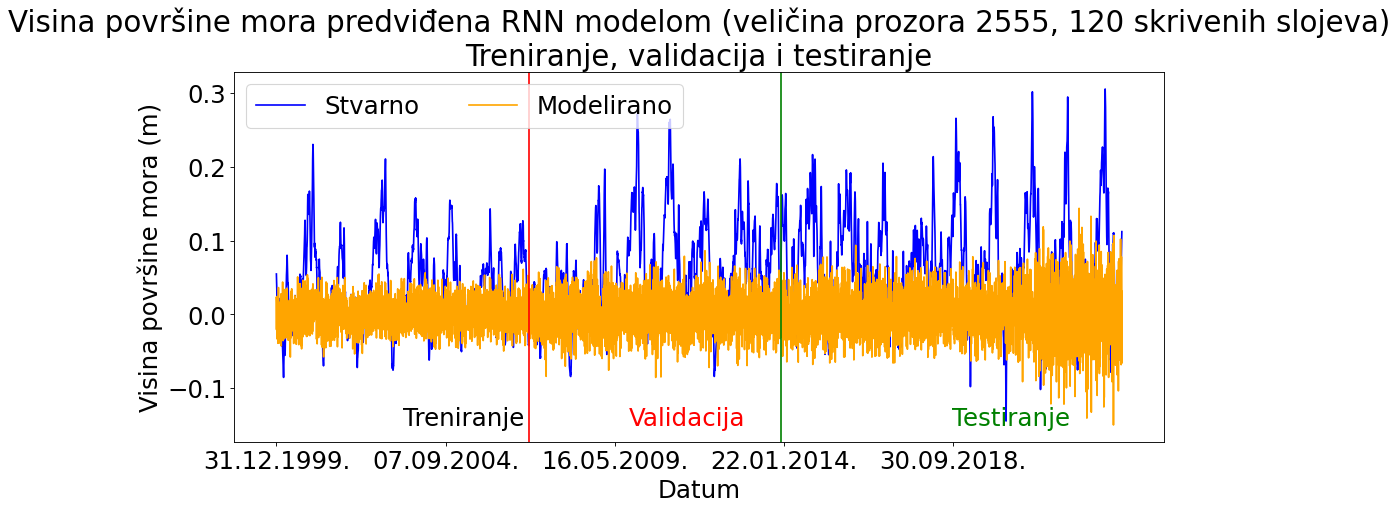 Visina površine mora predviđena RNN modelom (veličina prozora 2555, 120 skrivenih slojeva)
Treniranje, validacija i testiranje
Stvarno
Modelirano
Visina površine mora (m)
0.3
0.2
0.1
0.0
−0.1
Treniranje
Validacija
Testiranje
31.12.1999.
07.09.2004.
16.05.2009.
22.01.2014.
30.09.2018.
Datum